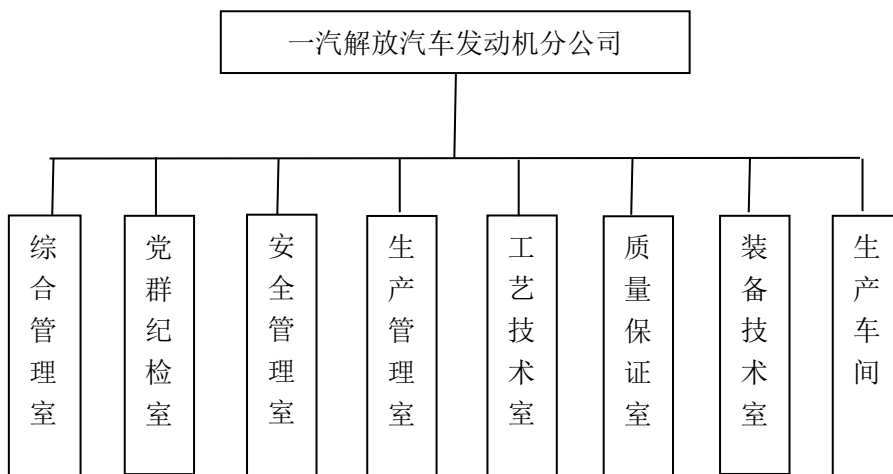 一汽解放汽车发动机分公司
综合管理室
党群纪检室
安全管理室
生产管理室
工艺技术室
质量保证室
装备技术室
生产车间